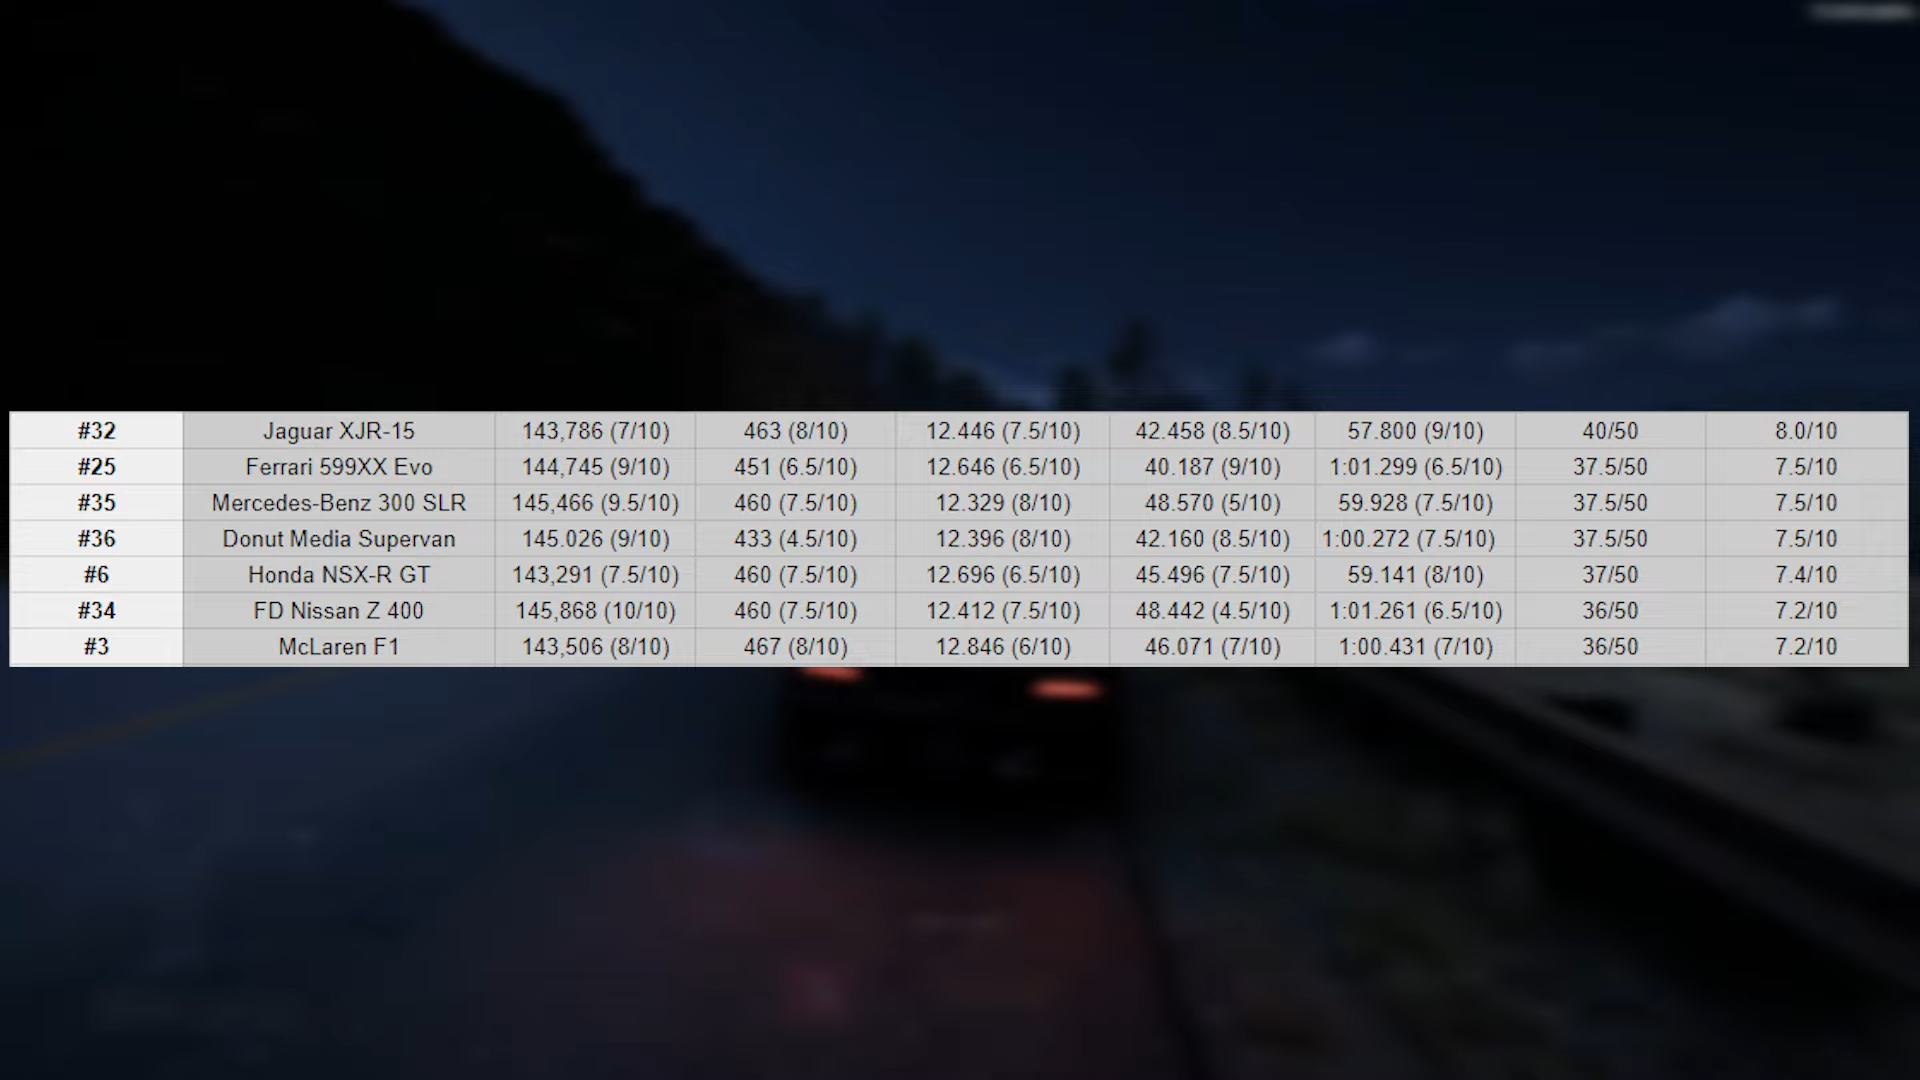 #32 Jaguar XJR-15 143,786 (7/10) 463 (8/10) 12.446 (7.5/10) 42.458 (8.5/10) 57.800 (9/10) 40/50 8.0/10
#25 Ferrari 599XX Evo 144,745 (9/10) 451 (6.5/10) 12.646 (6.5/10) 40.187 (9/10) 1:01.299 (6.5/10) 37.5/50 7.5/10
#35 Mercedes-Benz 300 SLR 145,466 (9.5/10) 460 (7.5/10) 12.329 (8/10) 48.570 (5/10) 59.928 (7.5/10) 37.5/50 7.5/10
#36 Donut Media Supervan 145.026 (9/10) 433 (4.5/10) 12.396 (8/10) 42.160 (8.5/10) 1:00.272 (7.5/10) 37.5/50 7.5/10
#6 Honda NSX-R GT 143,291 (7.5/10) 460 (7.5/10) 12.696 (6.5/10) 45.496 (7.5/10) 59.141 (8/10) 37/50 7.4/10
#34 FD Nissan Z 400 145,868 (10/10) 460 (7.5/10) 12.412 (7.5/10) 48.442 (4.5/10) 1:01.261 (6.5/10) 36/50 7.2/10
#3 McLaren F1 143,506 (8/10) 467 (8/10) 12.846 (6/10) 46.071 (7/10) 1:00.431 (7/10) 36/50 7.2/10